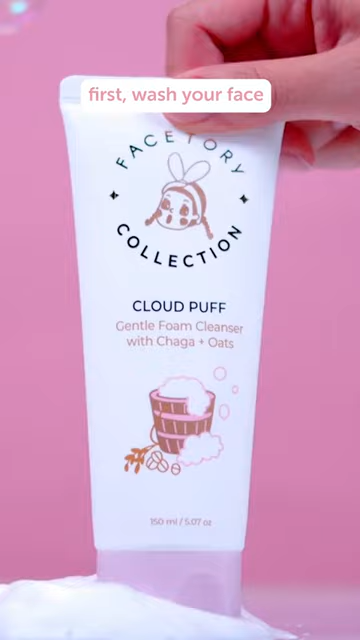 first, wash your face
FACETORY
COLLECTION
CLOUD PUFF
Gentle Foam Cleanser
with Chaga + Oats
150 ml / 5.07 oz